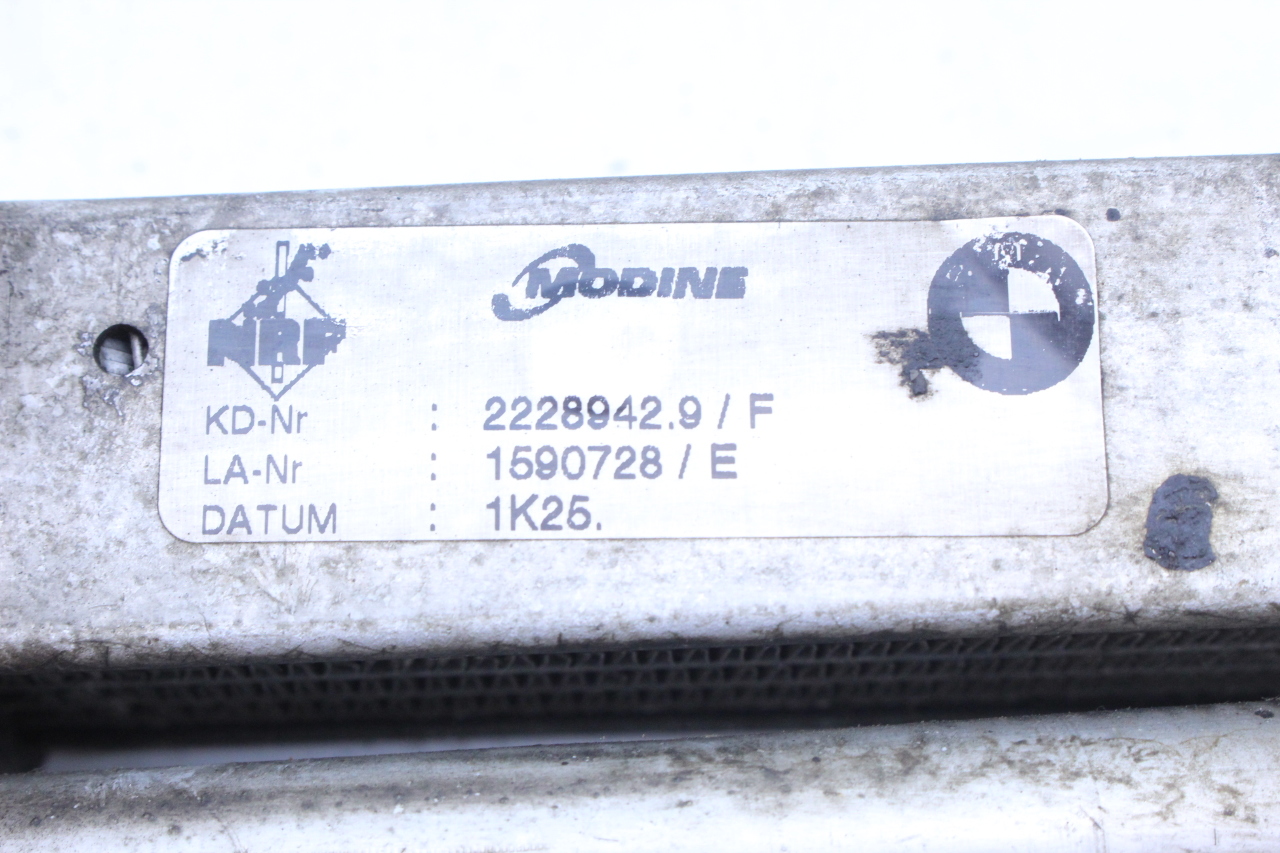 NRF MODINE
KD-Nr : 2228942.9 / F
LA-Nr : 1590728 / E
DATUM : 1K25.